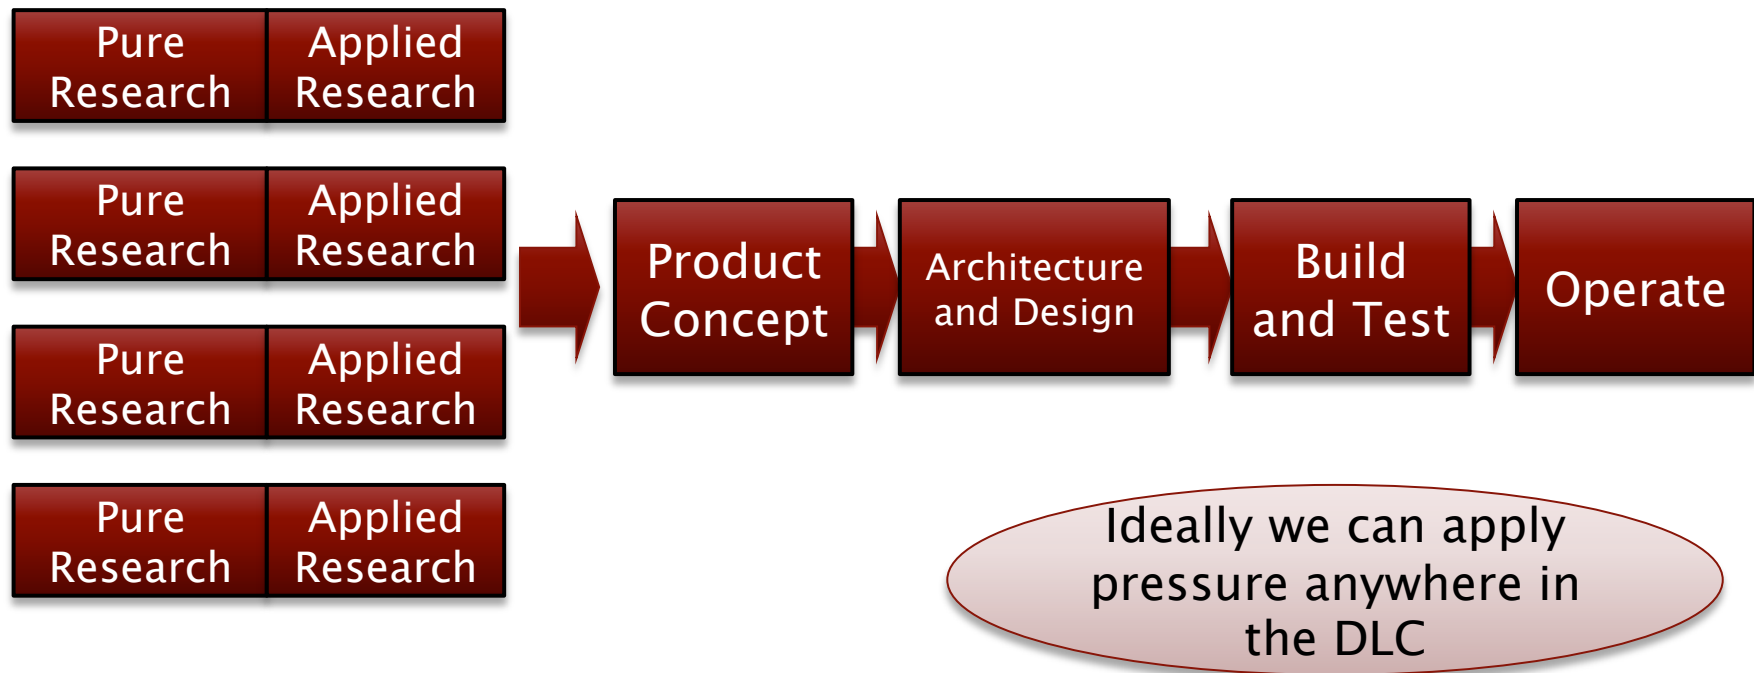 Pure
Research
Applied
Research
Pure
Research
Applied
Research
Pure
Research
Applied
Research
Pure
Research
Applied
Research
Product
Concept
Architecture
and Design
Build
and Test
Operate
Ideally we can apply
pressure anywhere in
the DLC